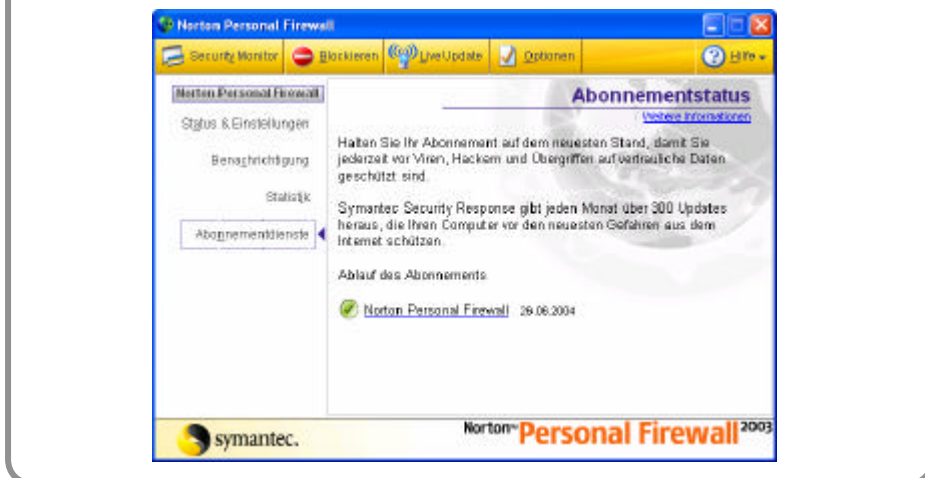 Norton Personal Firewall
Security Monitor Blockieren LiveUpdate Optionen Hilfe
Norton Personal Firewall
Status & Einstellungen
Benachrichtigung
Statistik
Abonnementdienste
Abonnementstatus
Weitere Informationen
Halten Sie Ihr Abonnement auf dem neuesten Stand, damit Sie
jederzeit vor Viren, Hackern und Übergriffen auf vertrauliche Daten
geschützt sind.
Symantec Security Response gibt jeden Monat über 300 Updates
heraus, die Ihren Computer vor den neuesten Gefahren aus dem
Internet schützen.
Ablauf des Abonnements
Norton Personal Firewall 26.06.2004
symantec.
Norton™ Personal Firewall 2003